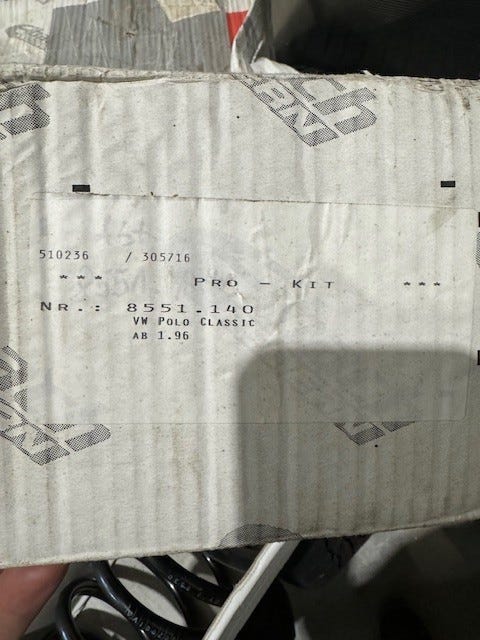 510236 / 305716
*** PRO - KIT ***
NR.: 8551.140
VW POLO CLASSIC
AB 1.96